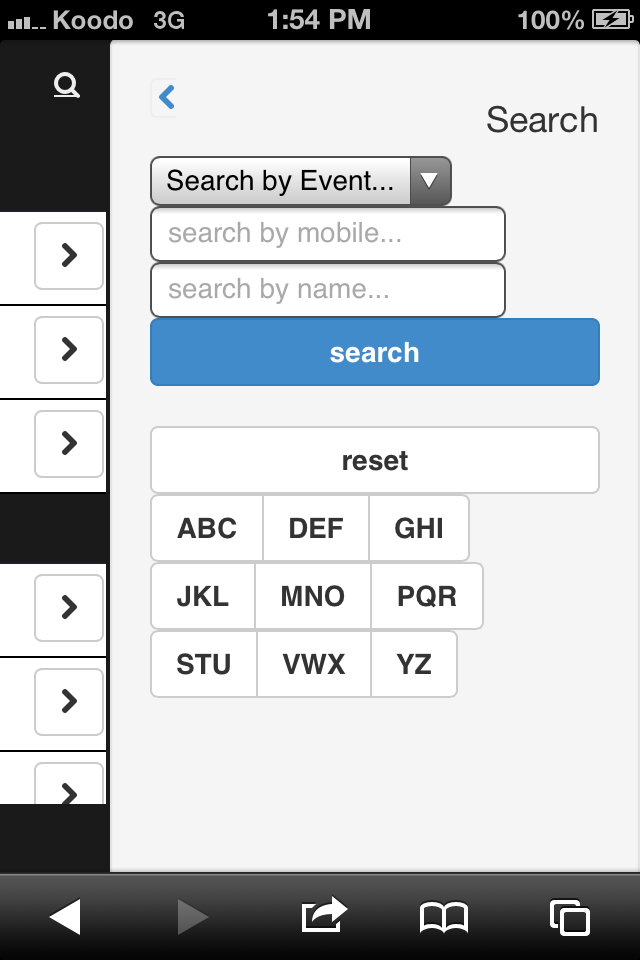 Koodo 3G 1:54 PM 100%
Search
Search by Event...
search by mobile...
search by name...
search
reset
ABC DEF GHI
JKL MNO PQR
STU VWX YZ